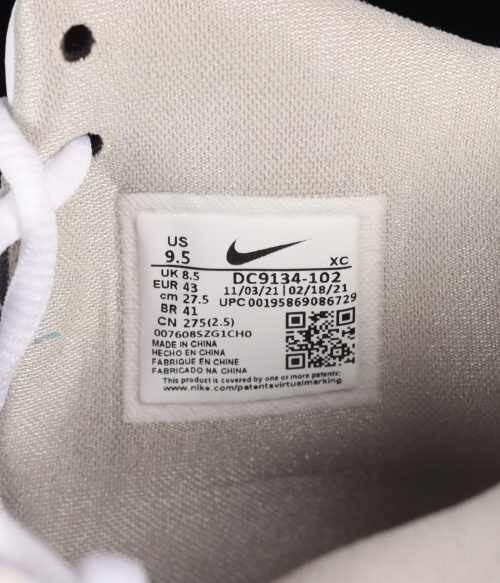 US
9.5 XC
UK 8.5 DC9134-102
EUR 43 11/03/21 | 02/18/21
cm 27.5 UPC 00195869086729
BR 41
CN 275(2.5)
007608SZG1CH0
MADE IN CHINA
HECHO EN CHINA
FABRIQUE EN CHINE
FABRICADO NA CHINA
This product is covered by one or more patents:
www.nike.com/patentsvirtualmarking